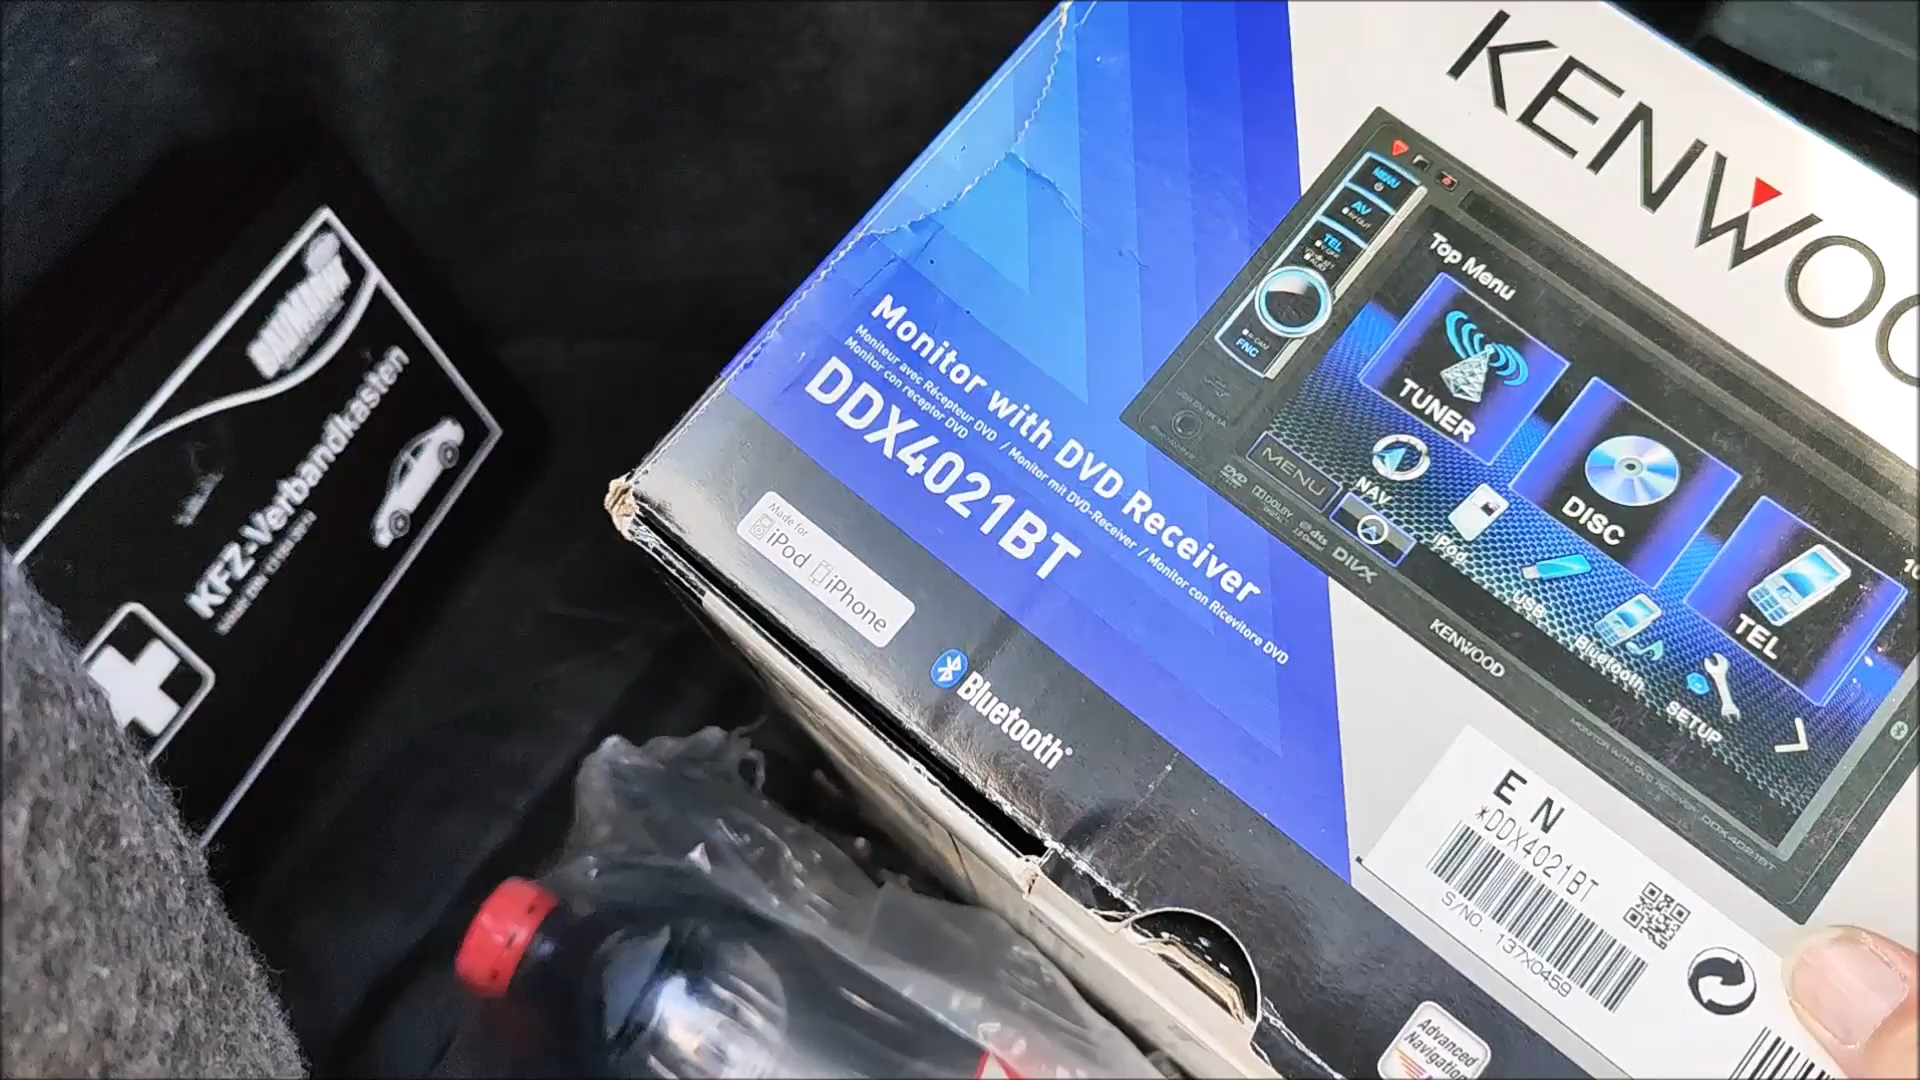 KENWOO
MENU
AV
TEL
FNC
Top Menu
TUNER
DISC
TEL
NAV
iPod
USB
Bluetooth
SETUP
MENU
DIVX
KENWOOD
Monitor with DVD Receiver
Moniteur avec Récepteur DVD / Monitor mit DVD-Receiver / Monitor con Ricevitore DVD
Monitor con receptor DVD
DDX4021BT
Made for
iPod iPhone
Bluetooth
E N
*DDX4021BT
S/NO. 137X0459
Advanced
Navigation
KFZ-Verbandkasten